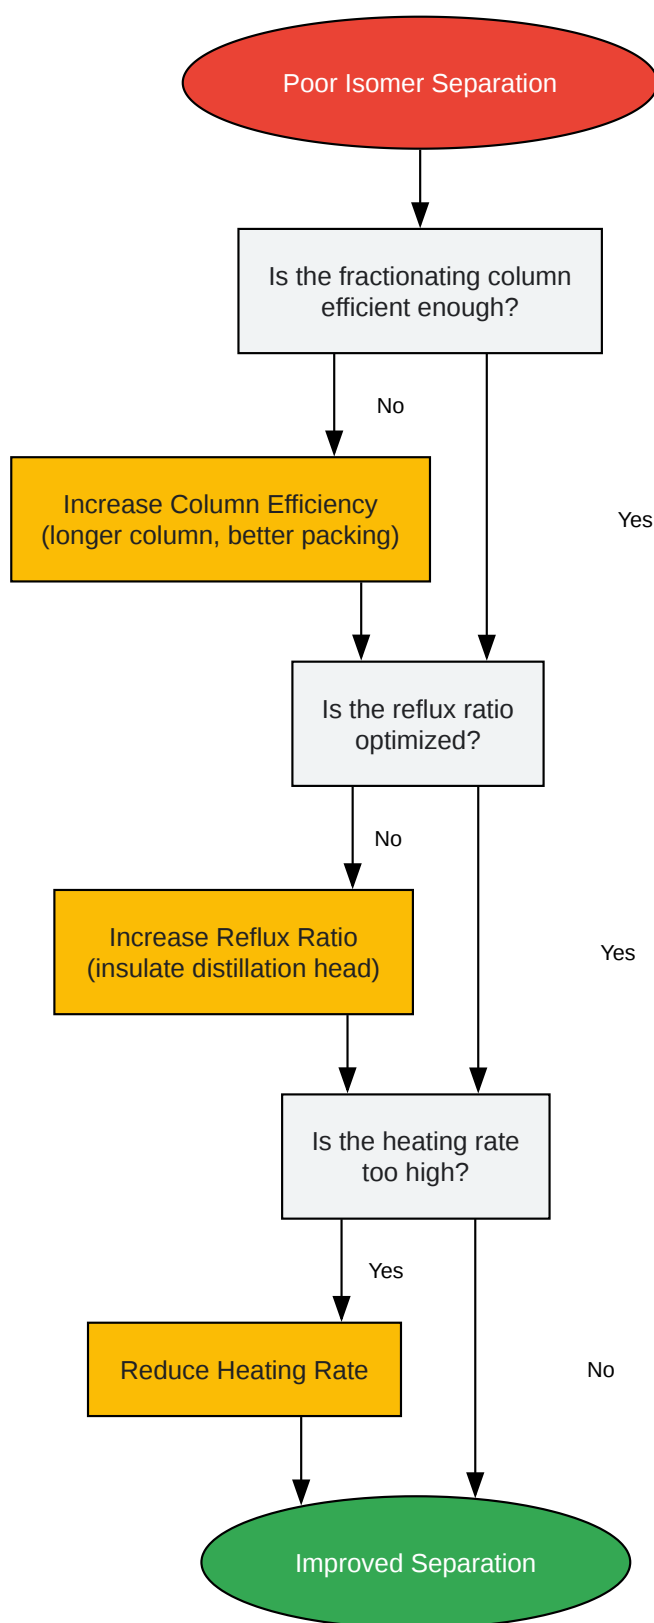 Poor Isomer Separation
Is the fractionating column
efficient enough?
No
Increase Column Efficiency
(longer column, better packing)
Yes
Is the reflux ratio
optimized?
No
Increase Reflux Ratio
(insulate distillation head)
Yes
Is the heating rate
too high?
Yes
Reduce Heating Rate
No
Improved Separation